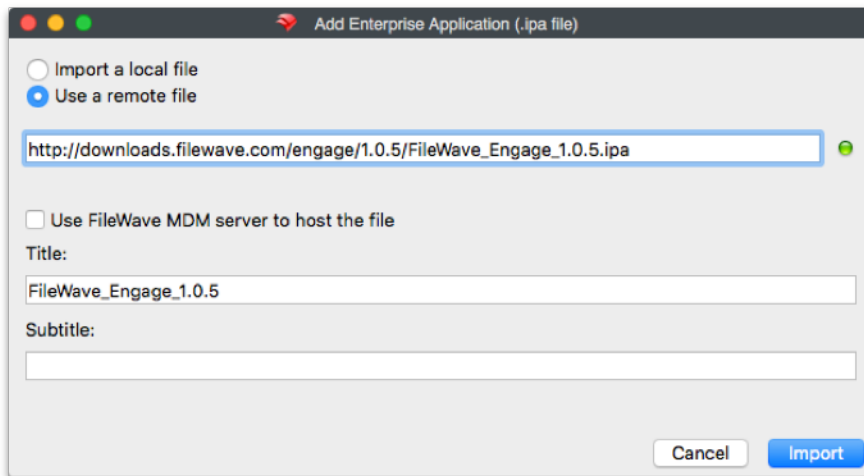 Add Enterprise Application (.ipa file)
Import a local file
Use a remote file
http://downloads.filewave.com/engage/1.0.5/FileWave_Engage_1.0.5.ipa
Use FileWave MDM server to host the file
Title:
FileWave_Engage_1.0.5
Subtitle:
Cancel Import